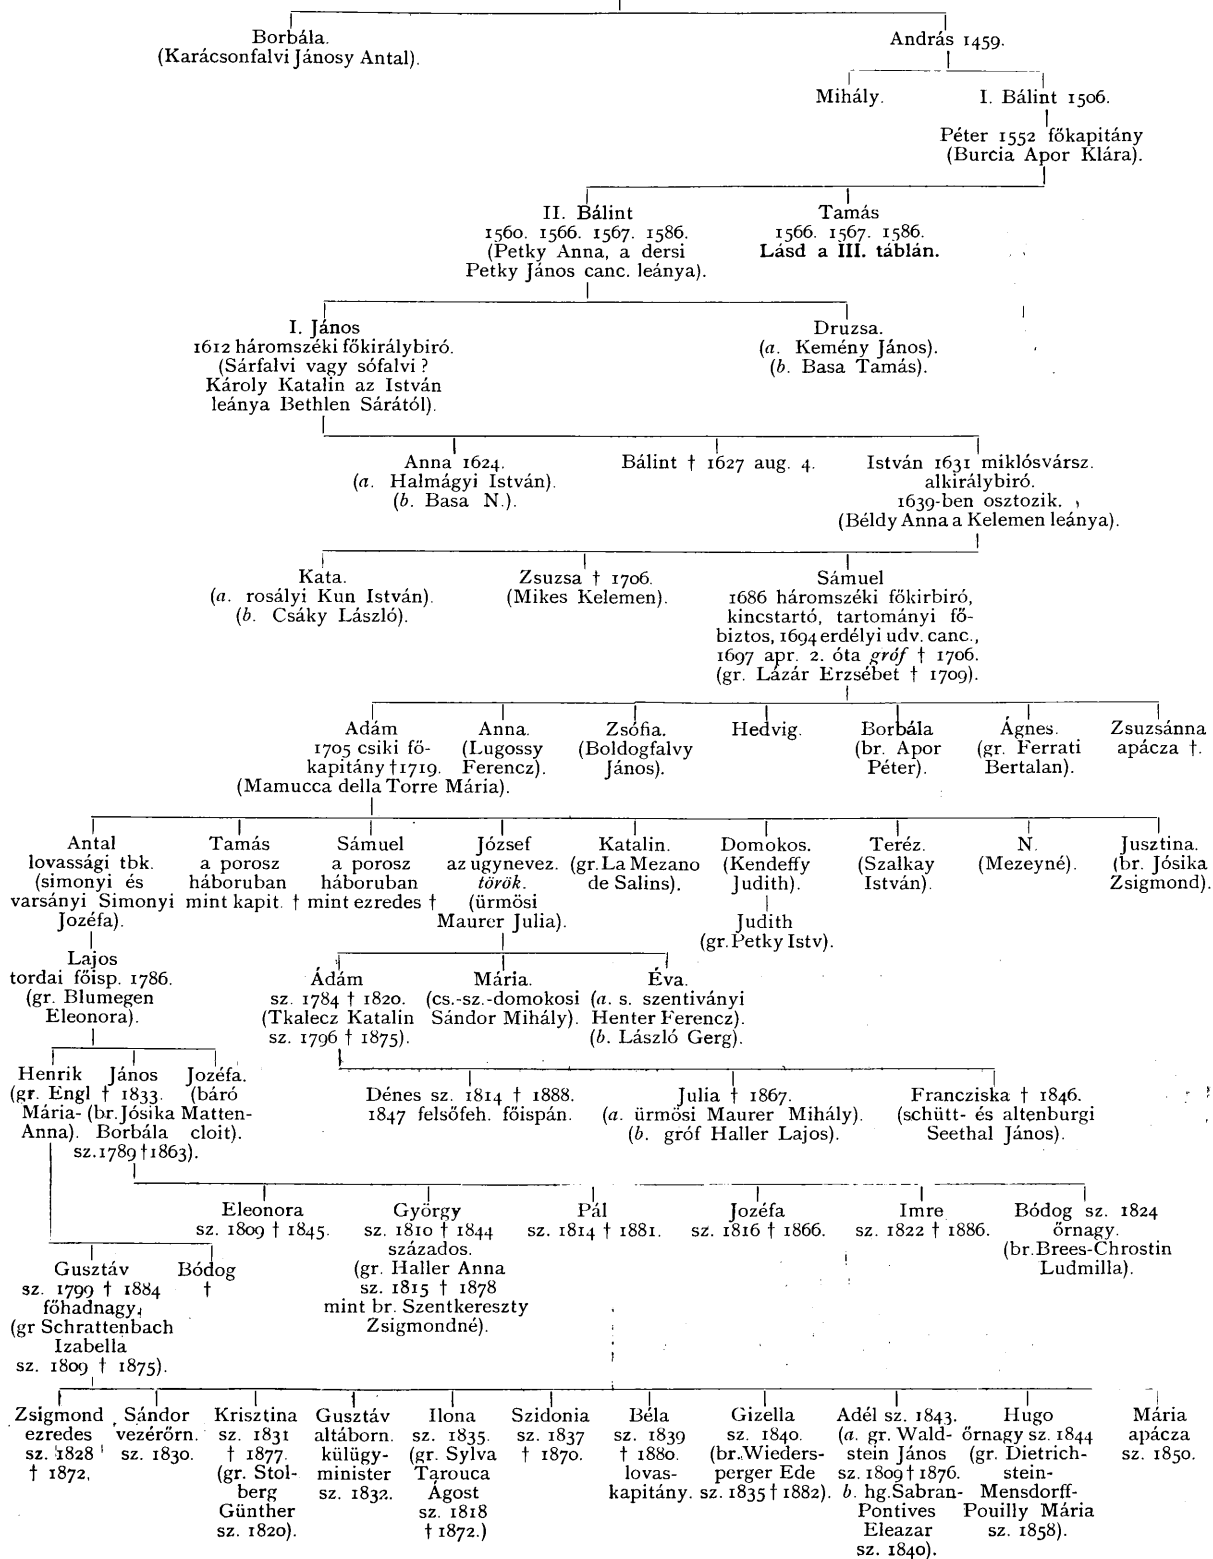 Borbála.
(Karácsonfalvi Jánosy Antal).
András 1459.
Mihály.
I. Bálint 1506.
Péter 1552 főkapitány
(Burcia Apor Klára).
II. Bálint
1560. 1566. 1567. 1586.
(Petky Anna, a dersi
Petky János canc. leánya).
Tamás
1566. 1567. 1586.
Lásd a III. táblán.
I. János
1612 háromszéki főkirálybiró.
(Sárfalvi vagy sófalvi ?
Károly Katalin az István
leánya Bethlen Sárától).
Druzsa.
(a. Kemény János).
(b. Basa Tamás).
Anna 1624.
(a. Halmágyi István).
(b. Basa N.).
Bálint † 1627 aug. 4.
István 1631 miklósvársz.
alkirálybiró.
1639-ben osztozik.
(Béldy Anna a Kelemen leánya).
Kata.
(a. rosályi Kun István).
(b. Csáky László).
Zsuzsa † 1706.
(Mikes Kelemen).
Sámuel
1686 háromszéki főkirbiró,
kincstartó, tartományi fő-
biztos, 1694 erdélyi udv. canc.,
1697 apr. 2. óta gróf † 1706.
(gr. Lázár Erzsébet † 1709).
Adám
1705 csiki fő-
kapitány †1719.
(Mamucca della Torre Mária).
Anna.
(Lugossy
Ferencz).
Zsófia.
(Boldogfalvy
János).
Hedvig.
Borbála
(br. Apor
Péter).
Ágnes.
(gr. Ferrati
Bertalan).
Zsuzsánna
apácza †.
Antal
lovassági tbk.
(simonyi és
varsányi Simonyi
Jozéfa).
Tamás
a porosz
háboruban
mint kapit. †
Sámuel
a porosz
háboruban
mint ezredes †
József
az ugynevez.
török.
(ürmösi
Maurer Julia).
Katalin.
(gr. La Mezano
de Salins).
Domokos.
(Kendeffy
Judith).
Judith
(gr. Petky Istv).
Teréz.
(Szalkay
István).
N.
(Mezeyné).
Jusztina.
(br. Jósika
Zsigmond).
Lajos
tordai főisp. 1786.
(gr. Blumegen
Eleonora).
Ádám
sz. 1784 † 1820.
(Tkalecz Katalin
sz. 1796 † 1875).
Mária.
(cs.-sz.-domokosi
Sándor Mihály).
Éva.
(a. s. szentiványi
Henter Ferencz).
(b. László Gerg).
Henrik
(gr. Engl
Mária-
Anna).
János
† 1833.
(br. Jósika
Borbála
sz.1789 †1863).
Jozéfa.
(báró
Matten-
cloit).
Dénes sz. 1814 † 1888.
1847 felsőfeh. főispán.
Julia † 1867.
(a. ürmösi Maurer Mihály).
(b. gróf Haller Lajos).
Francziska † 1846.
(schütt- és altenburgi
Seethal János).
Eleonora
sz. 1809 † 1845.
György
sz. 1810 † 1844
százados.
(gr. Haller Anna
sz. 1815 † 1878
mint br. Szentkereszty
Zsigmondné).
Pál
sz. 1814 † 1881.
Jozéfa
sz. 1816 † 1866.
Imre
sz. 1822 † 1886.
Bódog sz. 1824
őrnagy.
(br.Brees-Chrostin
Ludmilla).
Gusztáv
sz. 1799 † 1884
főhadnagy,
(gr Schrattenbach
Izabella
sz. 1809 † 1875).
Bódog
†
Zsigmond
ezredes
sz. 1828
† 1872.
Sándor
vezérőrn.
sz. 1830.
Krisztina
sz. 1831
† 1877.
(gr. Stol-
berg
Günther
sz. 1820).
Gusztáv
altáborn.
külügy-
minister
sz. 1832.
Ilona
sz. 1835.
(gr. Sylva
Tarouca
Ágost
sz. 1818
† 1872.)
Szidonia
sz. 1837
† 1870.
Béla
sz. 1839
† 1880.
lovas-
kapitány.
Gizella
sz. 1840.
(br.Wieders-
perger Ede
sz. 1835 † 1882).
Adél sz. 1843.
(a. gr. Wald-
stein János
sz. 1809 † 1876.
b. hg.Sabran-
Pontives
Eleazar
sz. 1840).
Hugo
őrnagy sz. 1844
(gr. Dietrich-
stein-
Mensdorff-
Pouilly Mária
sz. 1858).
Mária
apácza
sz. 1850.